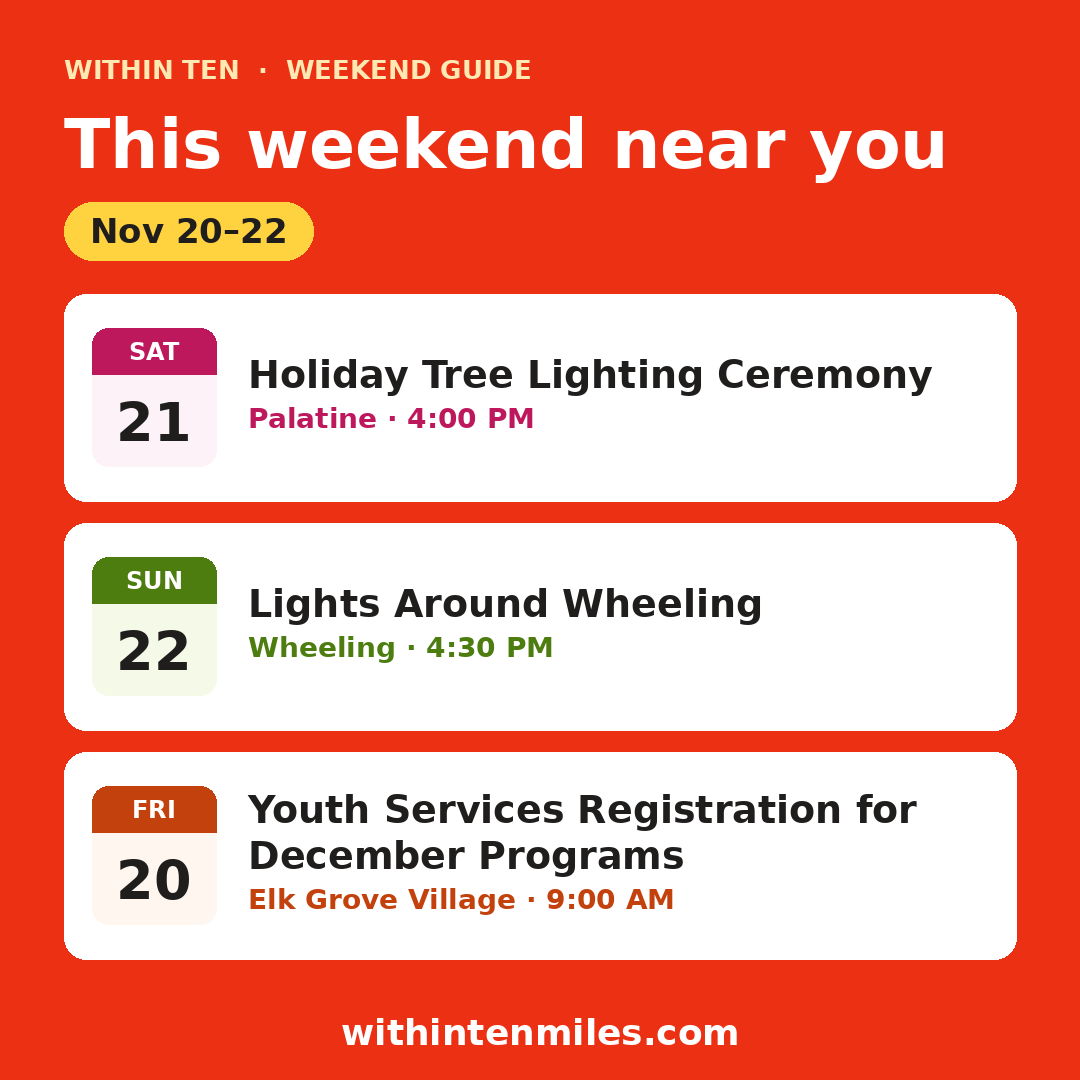 WITHIN TEN · WEEKEND GUIDE
This weekend near you
Nov 20–22
SAT
21
Holiday Tree Lighting Ceremony
Palatine · 4:00 PM
SUN
22
Lights Around Wheeling
Wheeling · 4:30 PM
FRI
20
Youth Services Registration for
December Programs
Elk Grove Village · 9:00 AM
withintenmiles.com